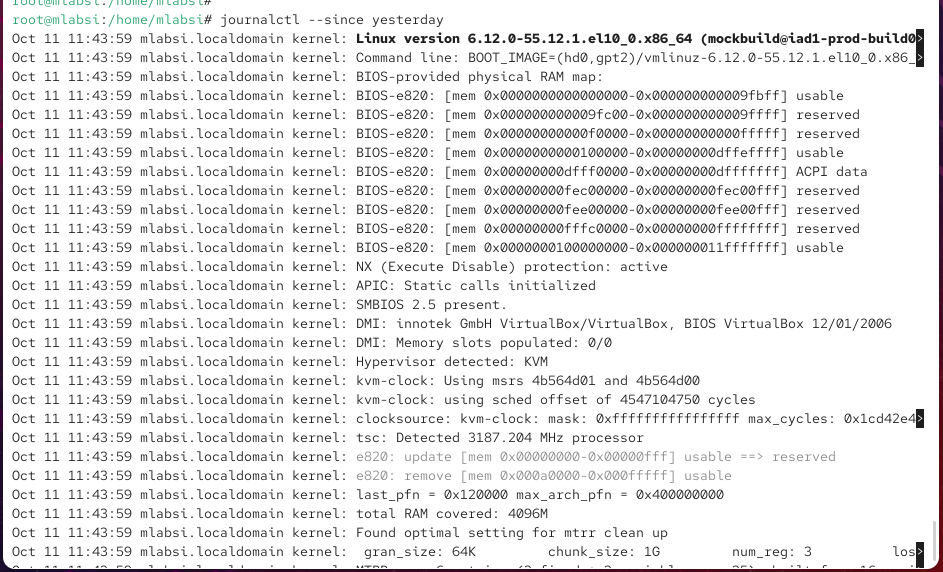 root@mlabsi:/home/mlabsi#
root@mlabsi:/home/mlabsi# journalctl --since yesterday
Oct 11 11:43:59 mlabsi.localdomain kernel: Linux version 6.12.0-55.12.1.el10_0.x86_64 (mockbuild@iad1-prod-build0>
Oct 11 11:43:59 mlabsi.localdomain kernel: Command line: BOOT_IMAGE=(hd0,gpt2)/vmlinuz-6.12.0-55.12.1.el10_0.x86_>
Oct 11 11:43:59 mlabsi.localdomain kernel: BIOS-provided physical RAM map:
Oct 11 11:43:59 mlabsi.localdomain kernel: BIOS-e820: [mem 0x0000000000000000-0x000000000009fbff] usable
Oct 11 11:43:59 mlabsi.localdomain kernel: BIOS-e820: [mem 0x000000000009fc00-0x000000000009ffff] reserved
Oct 11 11:43:59 mlabsi.localdomain kernel: BIOS-e820: [mem 0x00000000000f0000-0x00000000000fffff] reserved
Oct 11 11:43:59 mlabsi.localdomain kernel: BIOS-e820: [mem 0x0000000000100000-0x00000000dffeffff] usable
Oct 11 11:43:59 mlabsi.localdomain kernel: BIOS-e820: [mem 0x00000000dfff0000-0x00000000dfffffff] ACPI data
Oct 11 11:43:59 mlabsi.localdomain kernel: BIOS-e820: [mem 0x00000000fec00000-0x00000000fec00fff] reserved
Oct 11 11:43:59 mlabsi.localdomain kernel: BIOS-e820: [mem 0x00000000fee00000-0x00000000fee00fff] reserved
Oct 11 11:43:59 mlabsi.localdomain kernel: BIOS-e820: [mem 0x00000000fffc0000-0x00000000ffffffff] reserved
Oct 11 11:43:59 mlabsi.localdomain kernel: BIOS-e820: [mem 0x0000000100000000-0x000000011fffffff] usable
Oct 11 11:43:59 mlabsi.localdomain kernel: NX (Execute Disable) protection: active
Oct 11 11:43:59 mlabsi.localdomain kernel: APIC: Static calls initialized
Oct 11 11:43:59 mlabsi.localdomain kernel: SMBIOS 2.5 present.
Oct 11 11:43:59 mlabsi.localdomain kernel: DMI: innotek GmbH VirtualBox/VirtualBox, BIOS VirtualBox 12/01/2006
Oct 11 11:43:59 mlabsi.localdomain kernel: DMI: Memory slots populated: 0/0
Oct 11 11:43:59 mlabsi.localdomain kernel: Hypervisor detected: KVM
Oct 11 11:43:59 mlabsi.localdomain kernel: kvm-clock: Using msrs 4b564d01 and 4b564d00
Oct 11 11:43:59 mlabsi.localdomain kernel: kvm-clock: using sched offset of 4547104750 cycles
Oct 11 11:43:59 mlabsi.localdomain kernel: clocksource: kvm-clock: mask: 0xffffffffffffffff max_cycles: 0x1cd42e4>
Oct 11 11:43:59 mlabsi.localdomain kernel: tsc: Detected 3187.204 MHz processor
Oct 11 11:43:59 mlabsi.localdomain kernel: e820: update [mem 0x00000000-0x00000fff] usable ==> reserved
Oct 11 11:43:59 mlabsi.localdomain kernel: e820: remove [mem 0x000a0000-0x000fffff] usable
Oct 11 11:43:59 mlabsi.localdomain kernel: last_pfn = 0x120000 max_arch_pfn = 0x400000000
Oct 11 11:43:59 mlabsi.localdomain kernel: total RAM covered: 4096M
Oct 11 11:43:59 mlabsi.localdomain kernel: Found optimal setting for mtrr clean up
Oct 11 11:43:59 mlabsi.localdomain kernel:  gran_size: 64K         chunk_size: 1G         num_reg: 3          los>